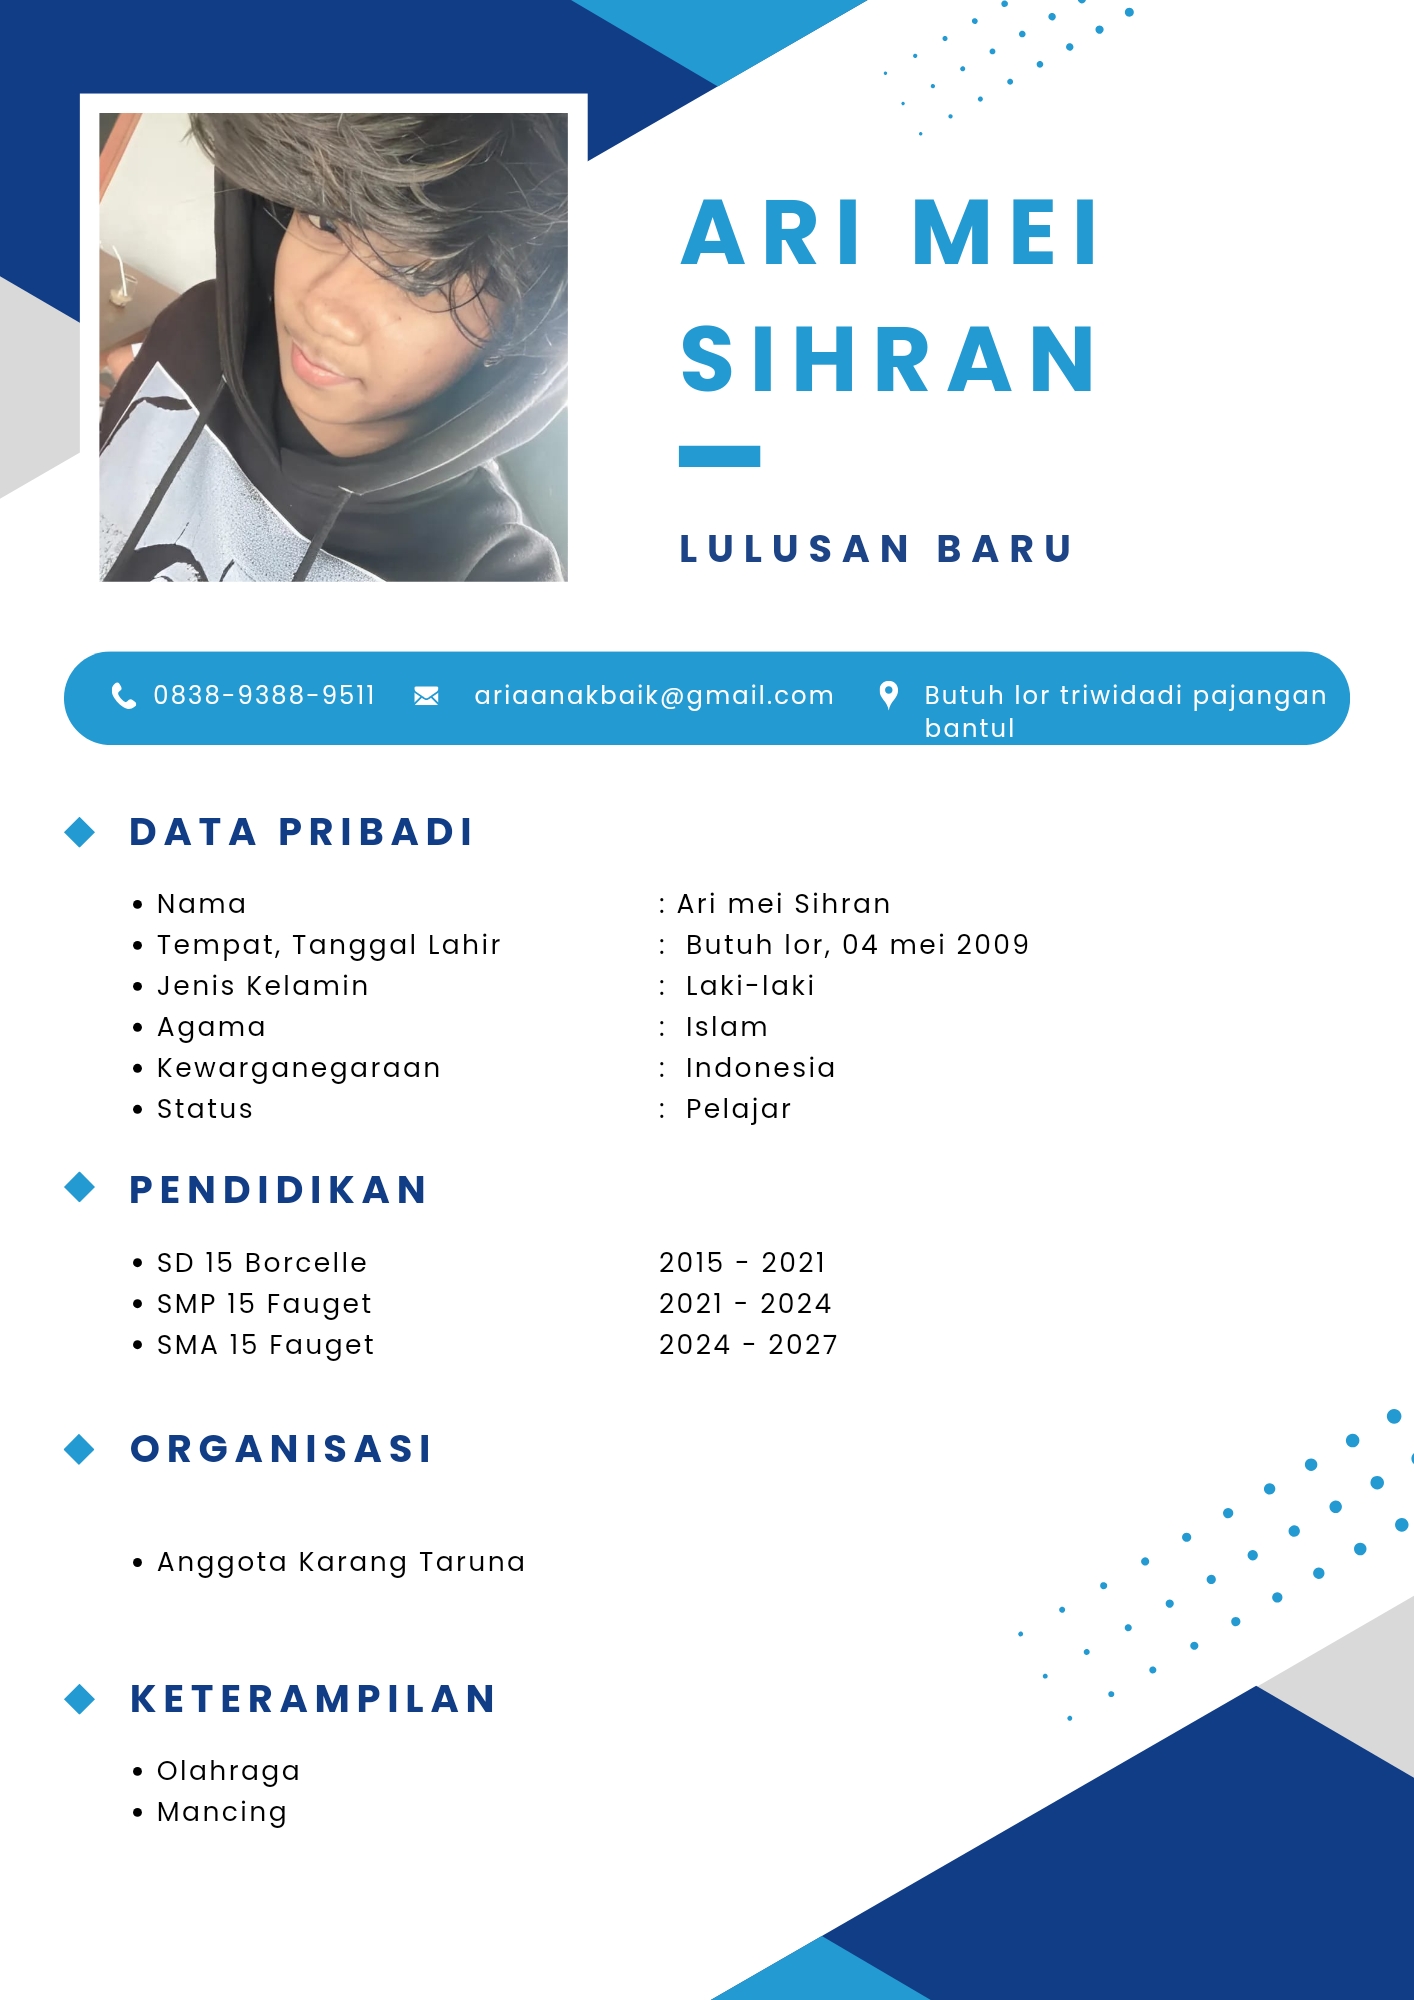 ARI MEI
SIHRAN
LULUSAN BARU
0838-9388-9511
ariaanakbaik@gmail.com
Butuh lor triwidadi pajangan
bantul
DATA PRIBADI
• Nama : Ari mei Sihran
• Tempat, Tanggal Lahir : Butuh lor, 04 mei 2009
• Jenis Kelamin : Laki-laki
• Agama : Islam
• Kewarganegaraan : Indonesia
• Status : Pelajar
PENDIDIKAN
• SD 15 Borcelle 2015 - 2021
• SMP 15 Fauget 2021 - 2024
• SMA 15 Fauget 2024 - 2027
ORGANISASI
• Anggota Karang Taruna
KETERAMPILAN
• Olahraga
• Mancing